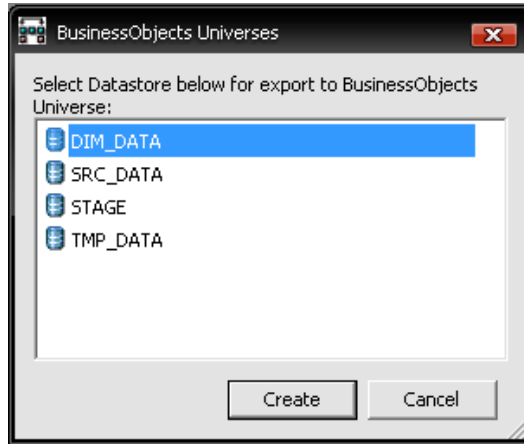 BusinessObjects Universes
Select Datastore below for export to BusinessObjects
Universe:
DIM_DATA
SRC_DATA
STAGE
TMP_DATA
Create Cancel